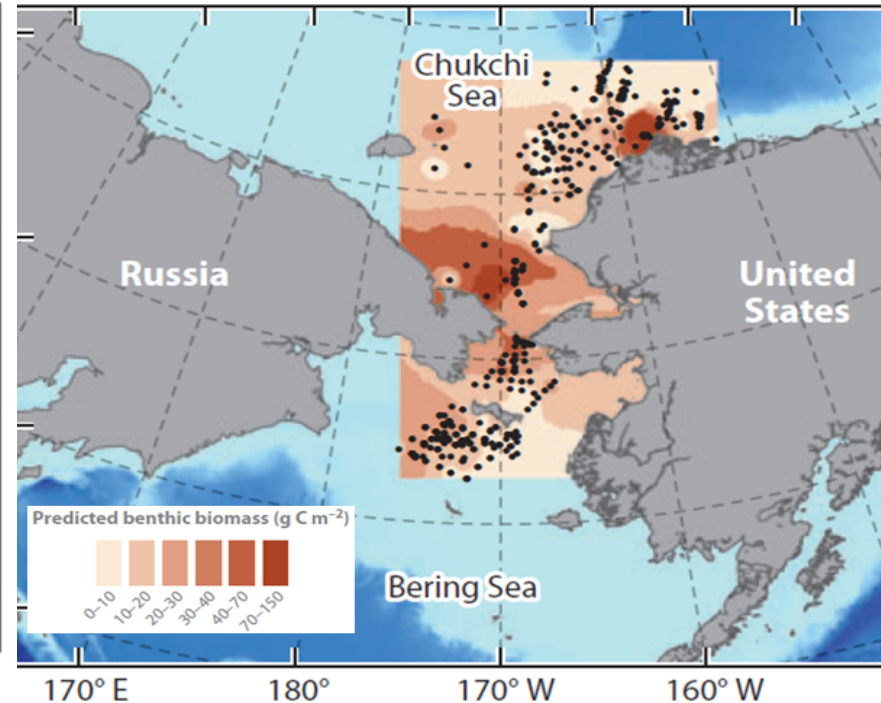 Chukchi
Sea
Russia
United
States
Predicted benthic biomass (g C m⁻²)
0–10
10–20
20–30
30–40
40–70
70–150
Bering Sea
170° E
180°
170° W
160° W